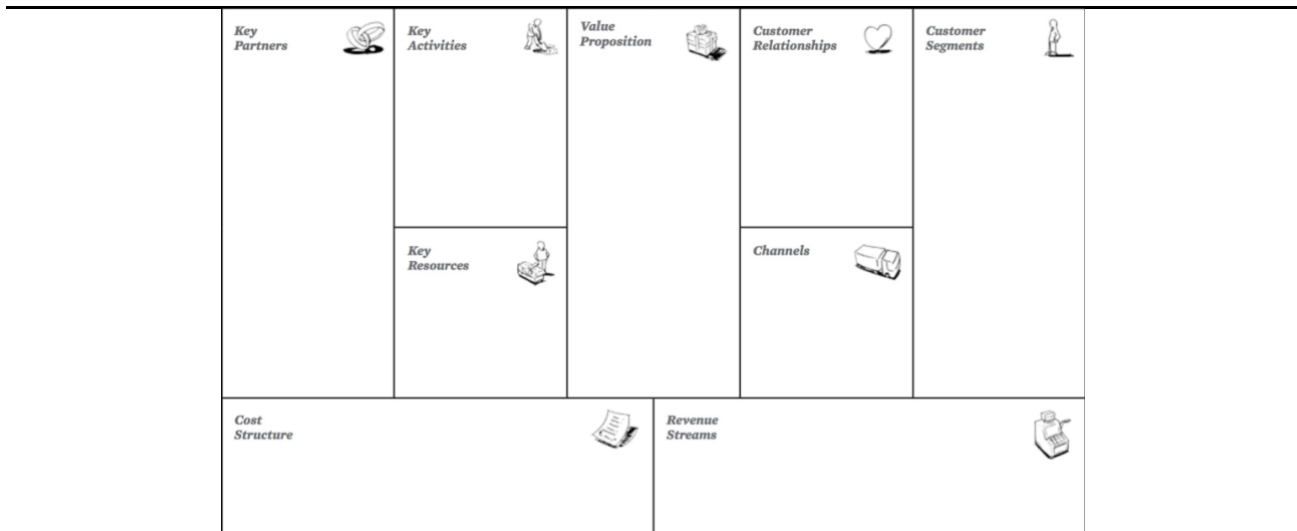 Key
Partners
Key
Activities
Value
Proposition
Customer
Relationships
Customer
Segments
Key
Resources
Channels
Cost
Structure
Revenue
Streams